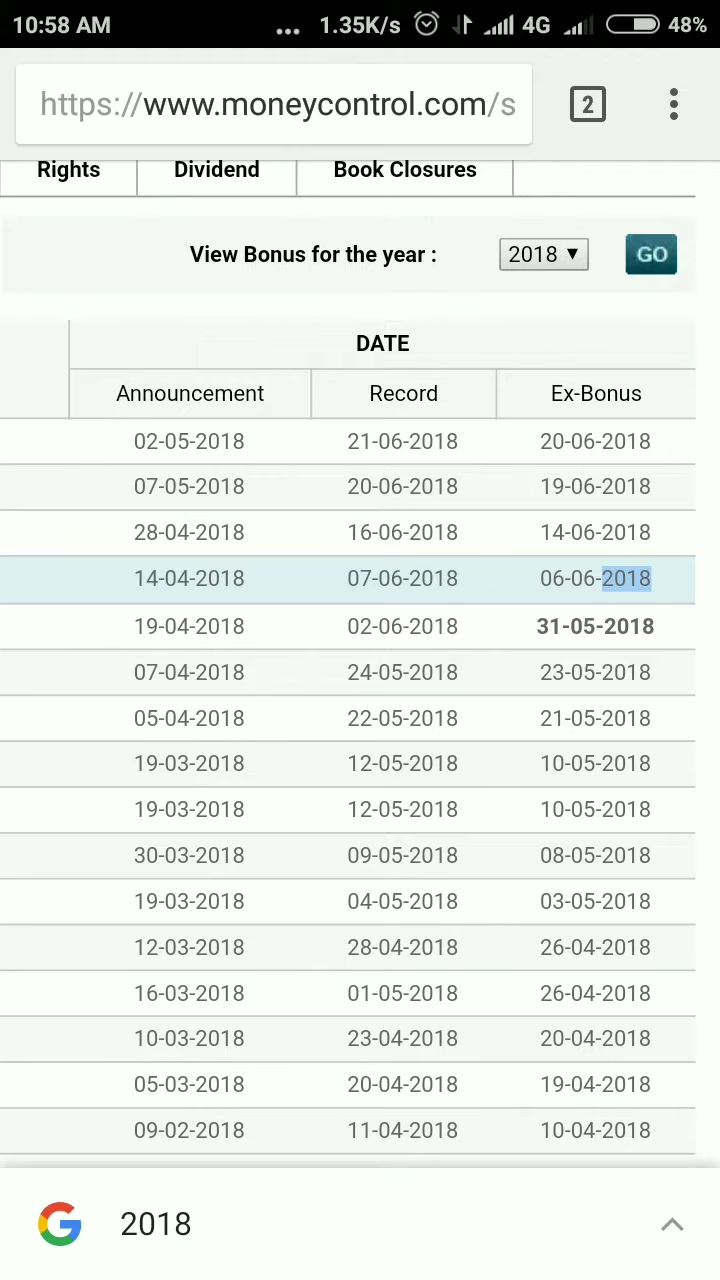 10:58 AM ... 1.35K/s 4G 48%
https://www.moneycontrol.com/s 2
Rights Dividend Book Closures
View Bonus for the year : 2018 ▼ GO
DATE
Announcement Record Ex-Bonus
02-05-2018 21-06-2018 20-06-2018
07-05-2018 20-06-2018 19-06-2018
28-04-2018 16-06-2018 14-06-2018
14-04-2018 07-06-2018 06-06-2018
19-04-2018 02-06-2018 31-05-2018
07-04-2018 24-05-2018 23-05-2018
05-04-2018 22-05-2018 21-05-2018
19-03-2018 12-05-2018 10-05-2018
19-03-2018 12-05-2018 10-05-2018
30-03-2018 09-05-2018 08-05-2018
19-03-2018 04-05-2018 03-05-2018
12-03-2018 28-04-2018 26-04-2018
16-03-2018 01-05-2018 26-04-2018
10-03-2018 23-04-2018 20-04-2018
05-03-2018 20-04-2018 19-04-2018
09-02-2018 11-04-2018 10-04-2018
G 2018